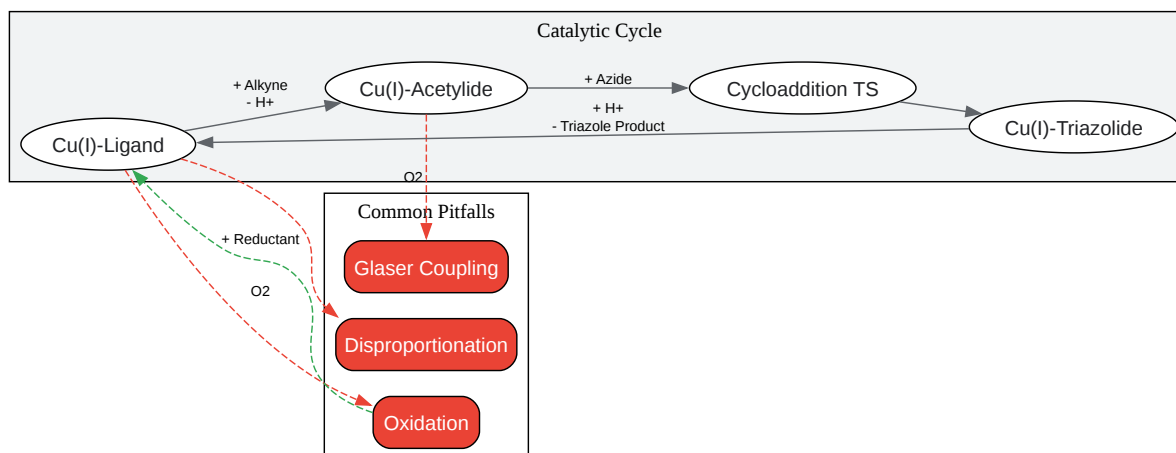 Catalytic Cycle
+ Alkyne
- H+
Cu(I)-Acetylide
+ Azide
Cycloaddition TS
+ H+
- Triazole Product
Cu(I)-Triazolide
Cu(I)-Ligand
O2
Common Pitfalls
+ Reductant
Glaser Coupling
O2
Disproportionation
Oxidation